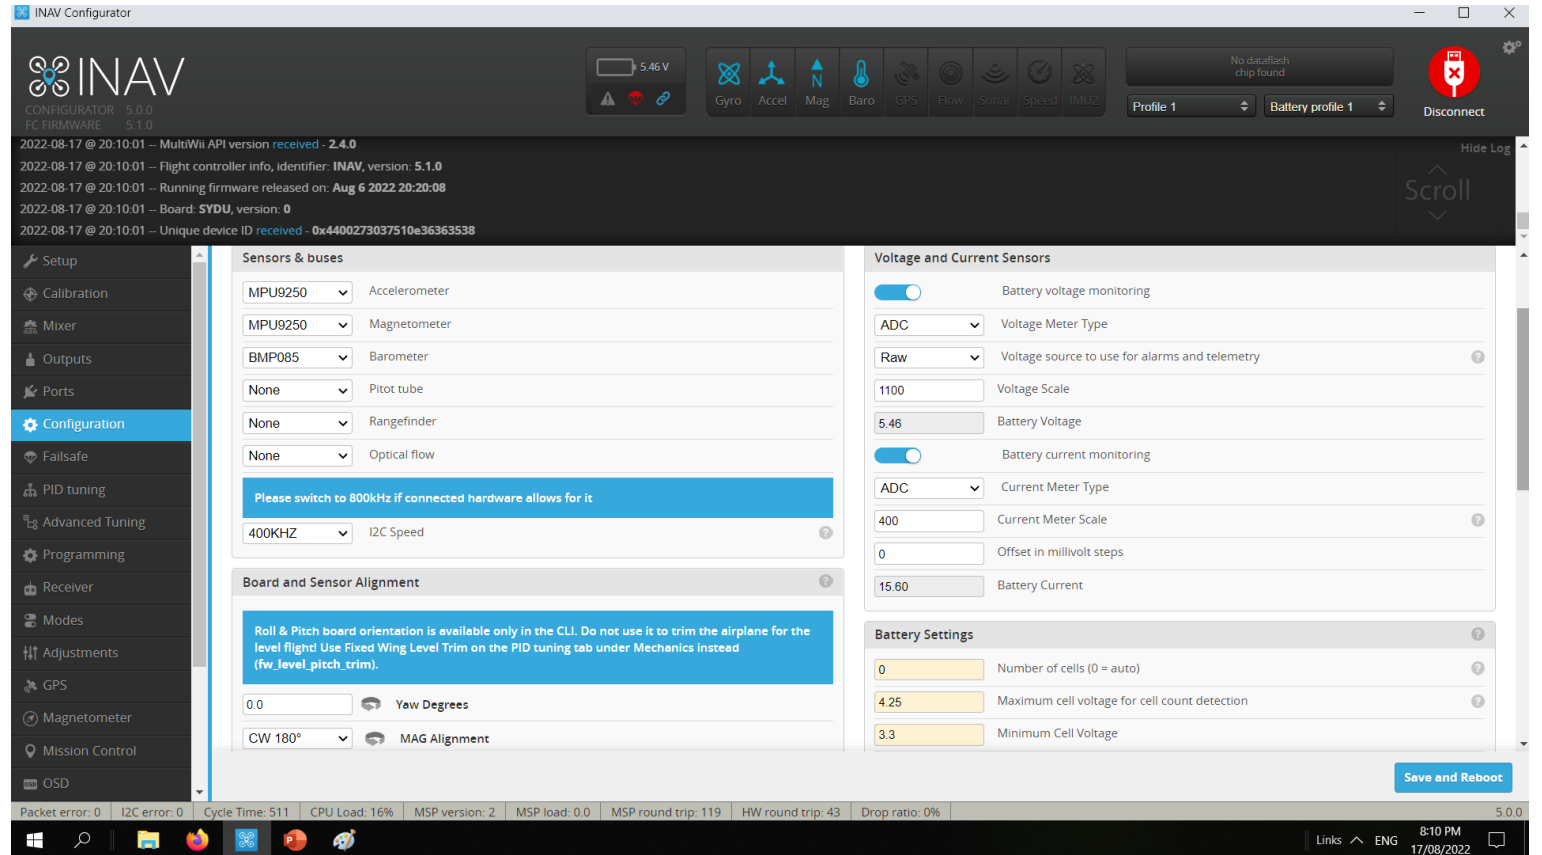 INAV Configurator
INAV
CONFIGURATOR 5.0.0
FC FIRMWARE 5.1.0
5.46 V
Gyro Accel Mag Baro GPS Flow Sonar Speed IMU2
No dataflash
chip found
Profile 1
Battery profile 1
Disconnect
2022-08-17 @ 20:10:01 -- MultiWii API version received - 2.4.0
2022-08-17 @ 20:10:01 -- Flight controller info, identifier: INAV, version: 5.1.0
2022-08-17 @ 20:10:01 -- Running firmware released on: Aug 6 2022 20:20:08
2022-08-17 @ 20:10:01 -- Board: SYDU, version: 0
2022-08-17 @ 20:10:01 -- Unique device ID received - 0x4400273037510e36363538
Hide Log
Scroll
Setup
Calibration
Mixer
Outputs
Ports
Configuration
Failsafe
PID tuning
Advanced Tuning
Programming
Receiver
Modes
Adjustments
GPS
Magnetometer
Mission Control
OSD
Sensors & buses
MPU9250 Accelerometer
MPU9250 Magnetometer
BMP085 Barometer
None Pitot tube
None Rangefinder
None Optical flow
Please switch to 800kHz if connected hardware allows for it
400KHZ I2C Speed
Board and Sensor Alignment
Roll & Pitch board orientation is available only in the CLI. Do not use it to trim the airplane for the
level flight! Use Fixed Wing Level Trim on the PID tuning tab under Mechanics instead
(fw_level_pitch_trim).
0.0 Yaw Degrees
CW 180° MAG Alignment
Voltage and Current Sensors
Battery voltage monitoring
ADC Voltage Meter Type
Raw Voltage source to use for alarms and telemetry
1100 Voltage Scale
5.46 Battery Voltage
Battery current monitoring
ADC Current Meter Type
400 Current Meter Scale
0 Offset in millivolt steps
15.60 Battery Current
Battery Settings
0 Number of cells (0 = auto)
4.25 Maximum cell voltage for cell count detection
3.3 Minimum Cell Voltage
Save and Reboot
Packet error: 0 I2C error: 0 Cycle Time: 511 CPU Load: 16% MSP version: 2 MSP load: 0.0 MSP round trip: 119 HW round trip: 43 Drop ratio: 0% 5.0.0
Links ENG
8:10 PM
17/08/2022